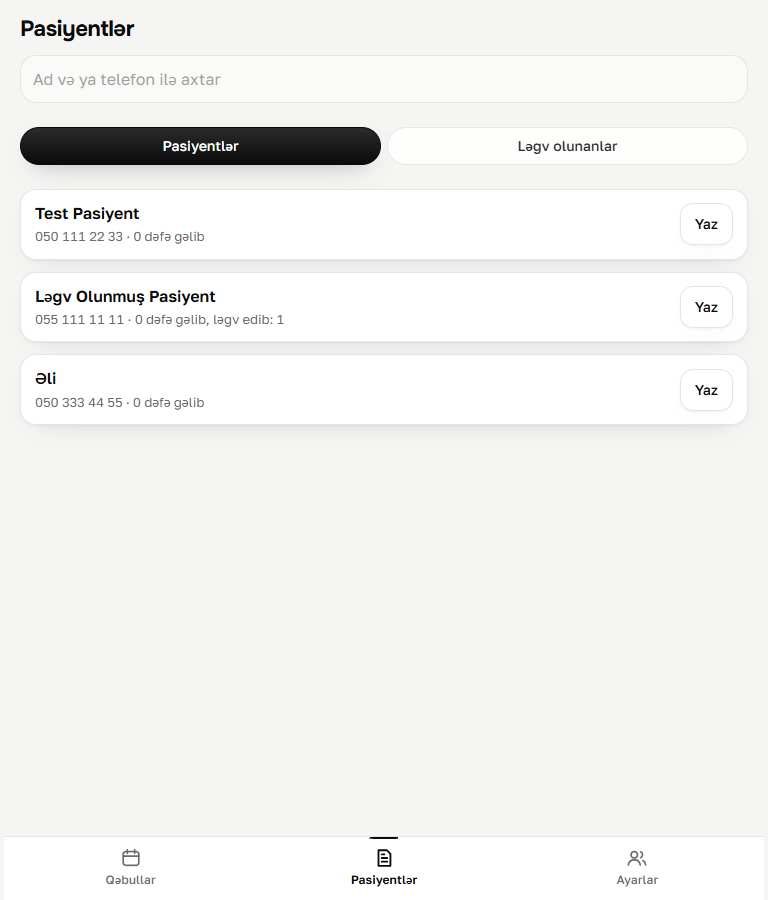 Pasiyentlər
Ad və ya telefon ilə axtar
Pasiyentlər
Ləgv olunanlar
Test Pasiyent
050 111 22 33 · 0 dəfə gəlib
Yaz
Ləgv Olunmuş Pasiyent
055 111 11 11 · 0 dəfə gəlib, ləgv edib: 1
Yaz
Əli
050 333 44 55 · 0 dəfə gəlib
Yaz
Qəbullar
Pasiyentlər
Ayarlar